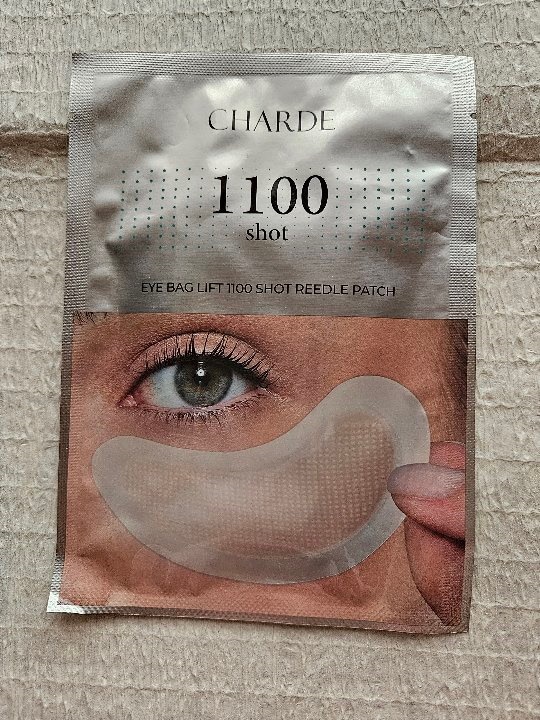 CHARDE
1100
shot
EYE BAG LIFT 1100 SHOT REEDLE PATCH